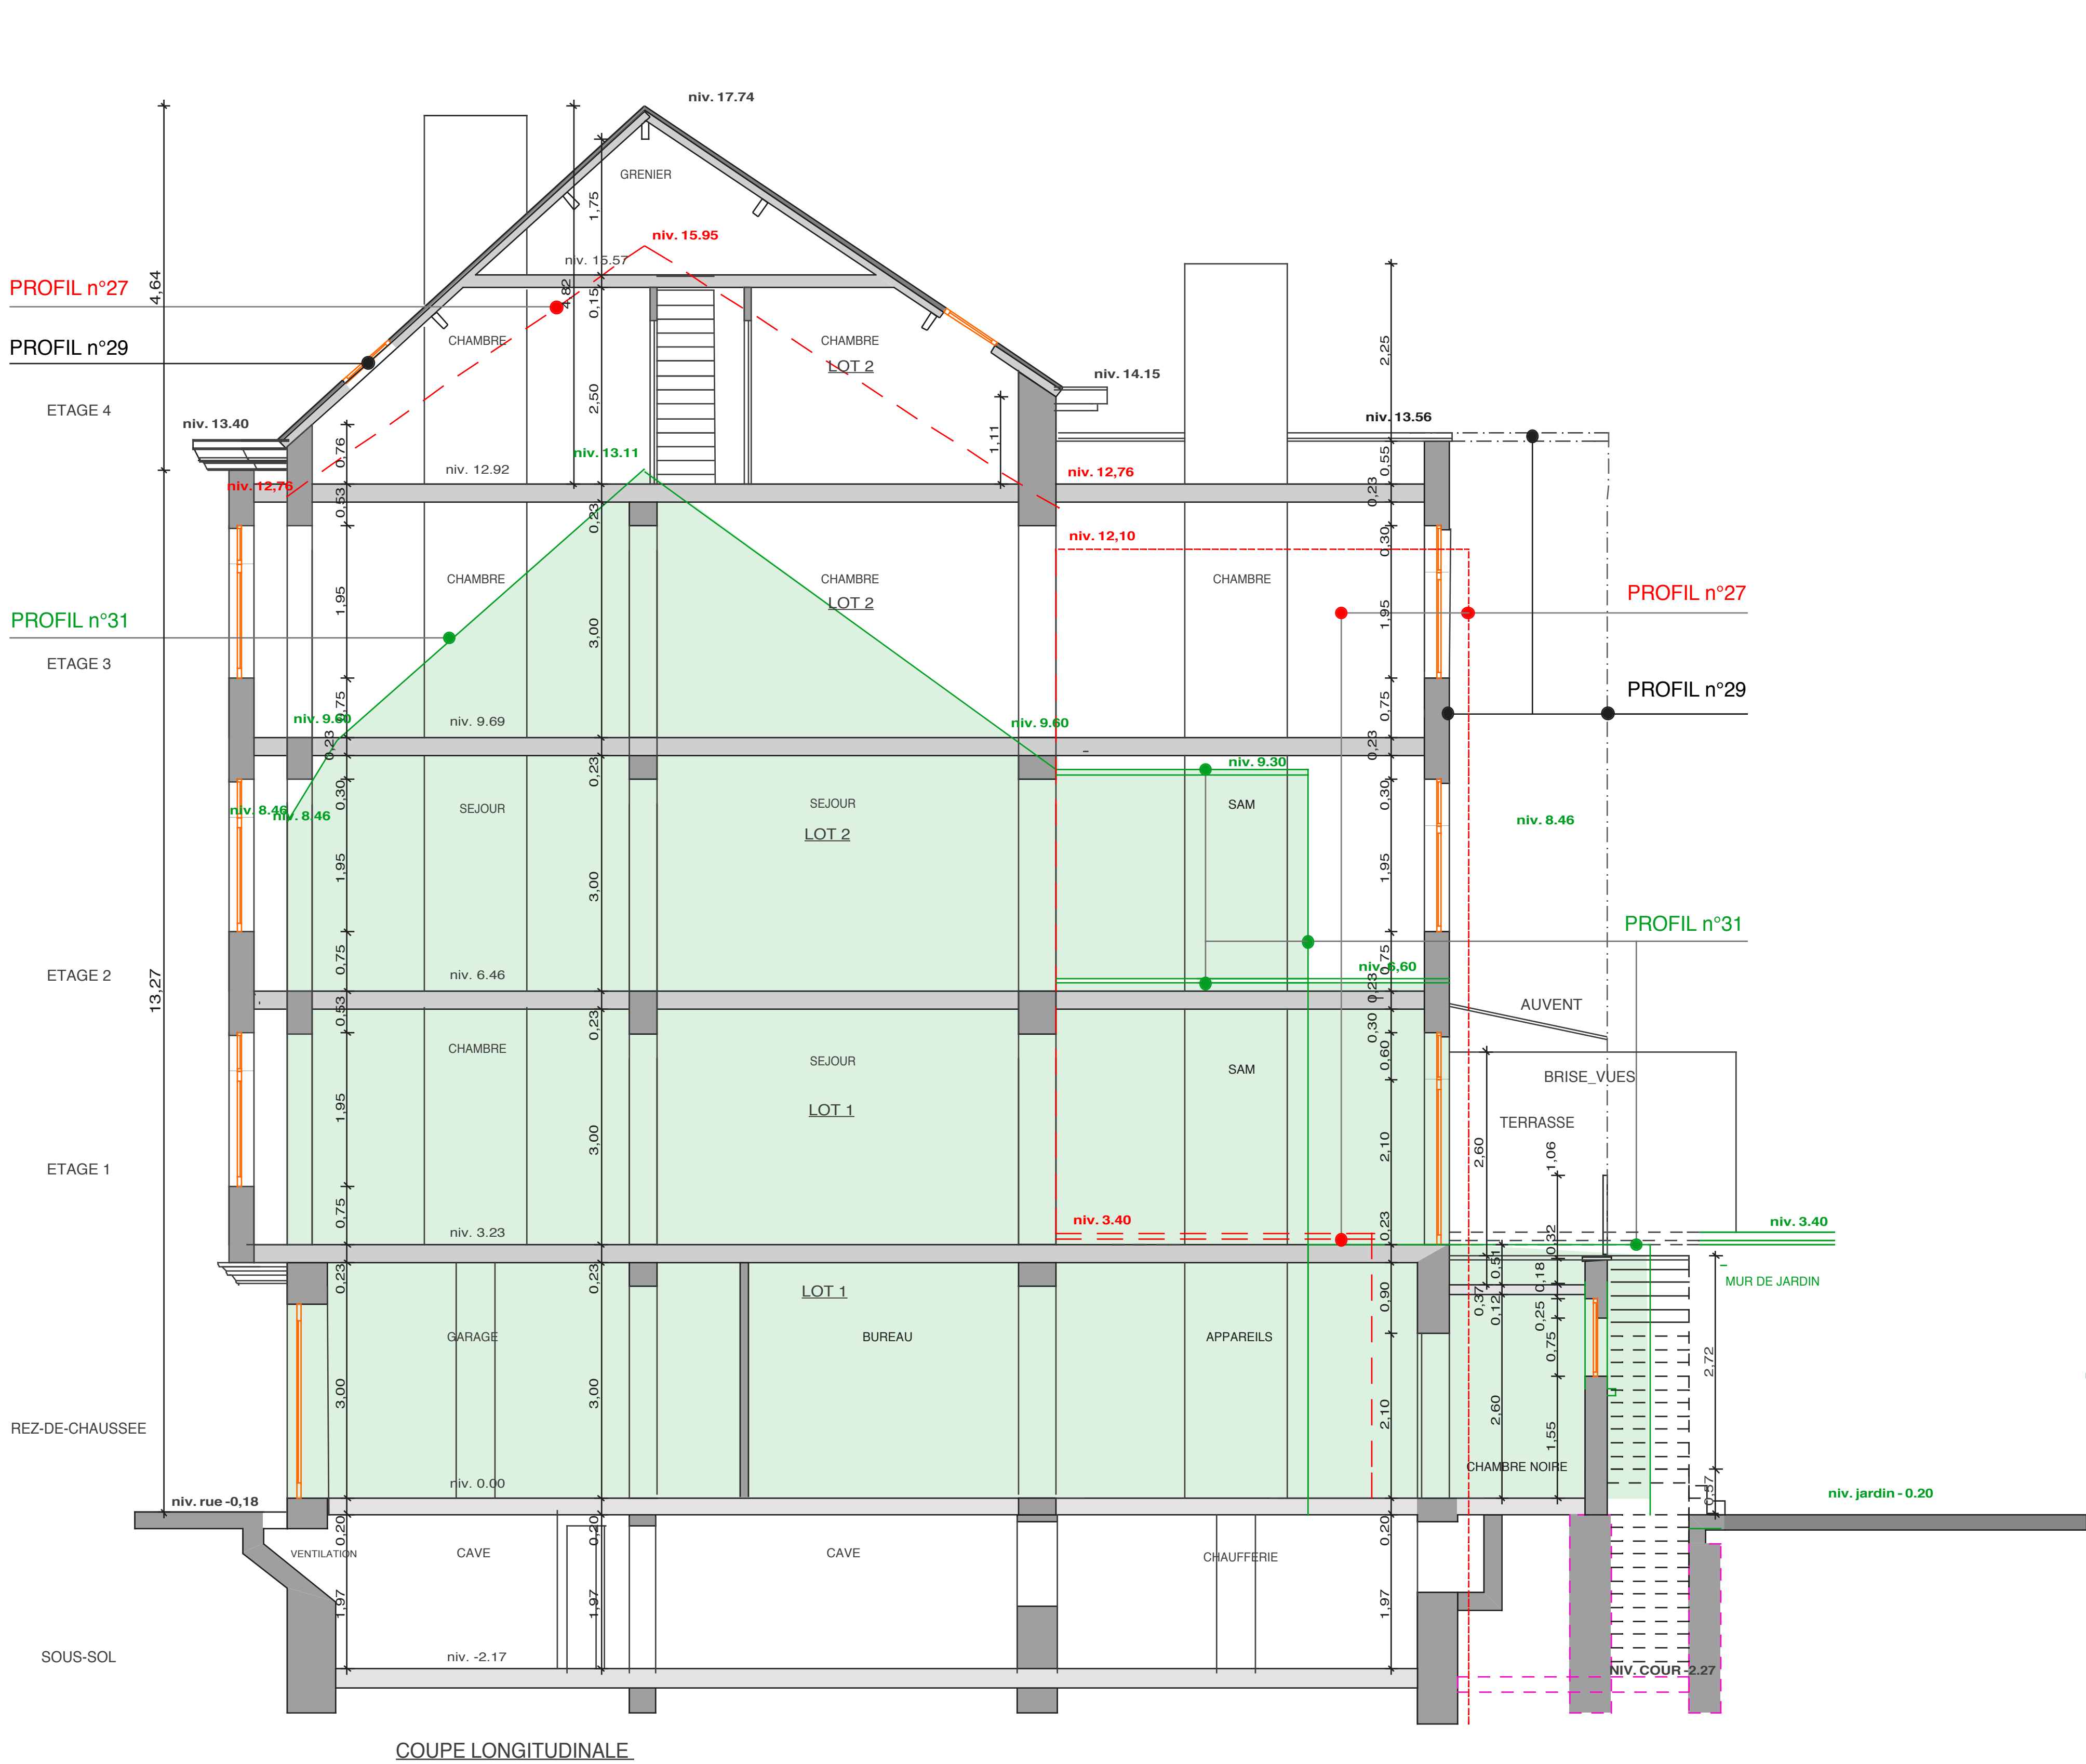 niv. 17.74
GRENIER
1,75
niv. 15.95
niv. 15.57
PROFIL n°27
4,64
4.82
0,15
PROFIL n°29
CHAMBRE
CHAMBRE
LOT 2
2,25
niv. 14.15
ETAGE 4
2,50
niv. 13.40
niv. 13.56
0,76
1,11
niv. 13.11
niv. 12.92
niv. 12,76
niv. 12,76
0,55
0,23
0,53
0,23
niv. 12,10
0,30
CHAMBRE
CHAMBRE
CHAMBRE
LOT 2
PROFIL n°27
1,95
1,95
PROFIL n°31
3,00
ETAGE 3
PROFIL n°29
niv. 9.60
0,75
niv. 9.69
niv. 9.60
0,75
0,23
0,23
0,23
niv. 9.30
0,30
0,30
SEJOUR
SEJOUR
SAM
niv. 8.46
niv. 8.46
niv. 8.46
LOT 2
1,95
3,00
1,95
PROFIL n°31
0,75
niv. 6.46
niv. 6,60
0,75
ETAGE 2
13,27
0,23
0,53
0,23
0,30
AUVENT
CHAMBRE
SEJOUR
SAM
0,60
BRISE_VUES
LOT 1
1,95
TERRASSE
3,00
2,10
2,60
1,06
ETAGE 1
0,75
niv. 3.23
niv. 3.40
0,23
niv. 3.40
0,32
0,51
0,23
0,23
LOT 1
0,18
MUR DE JARDIN
0,90
0,37
0,12
0,25
GARAGE
BUREAU
APPAREILS
0,75
2,72
3,00
3,00
2,10
2,60
1,55
REZ-DE-CHAUSSEE
CHAMBRE NOIRE
niv. 0.00
0,57
niv. rue -0,18
niv. jardin - 0.20
0,20
0,20
0,20
VENTILATION
CAVE
CAVE
CHAUFFERIE
1,97
1,97
1,97
SOUS-SOL
niv. -2.17
NIV. COUR -2.27
COUPE LONGITUDINALE